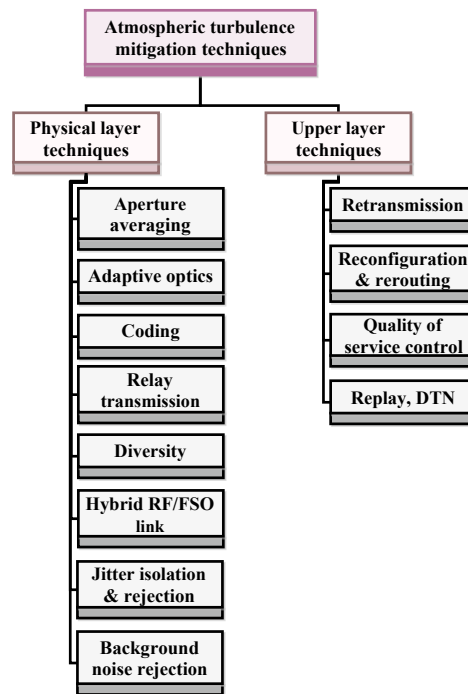 Atmospheric turbulence
mitigation techniques
Physical layer
techniques
Upper layer
techniques
Aperture
averaging
Adaptive optics
Coding
Relay
transmission
Diversity
Hybrid RF/FSO
link
Jitter isolation
& rejection
Background
noise rejection
Retransmission
Reconfiguration
& rerouting
Quality of
service control
Replay, DTN